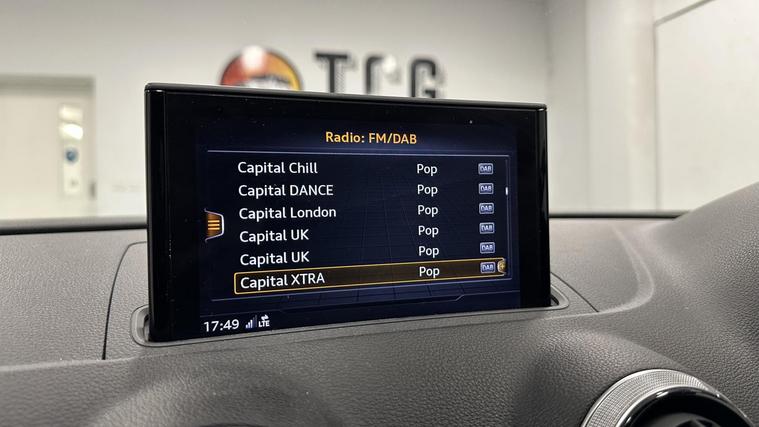 TCG
Radio: FM/DAB
Capital Chill Pop DAB
Capital DANCE Pop DAB
Capital London Pop DAB
Capital UK Pop DAB
Capital UK Pop DAB
Capital XTRA Pop DAB
17:49 LTE